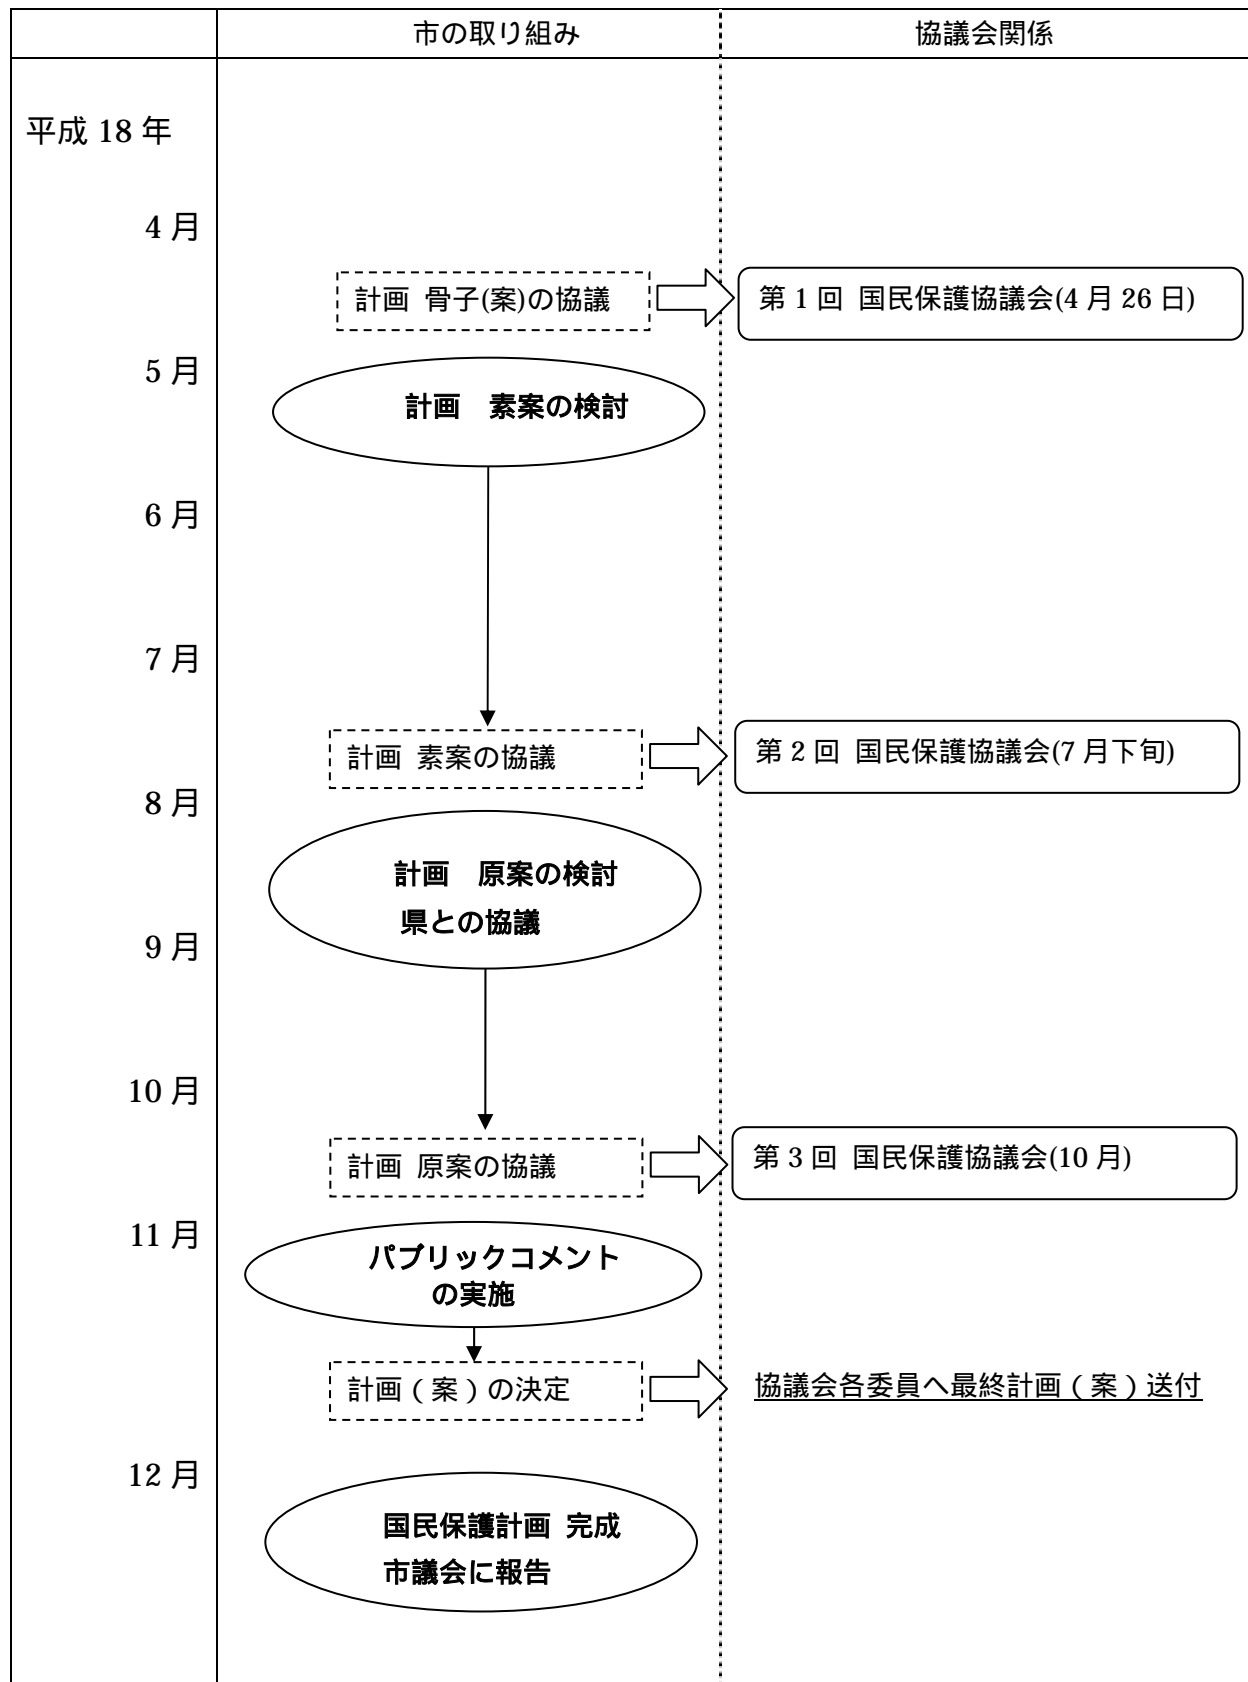 市の取り組み
協議会関係
平成 18 年
4 月
計画 骨子(案)の協議
第 1 回 国民保護協議会(4 月 26 日)
5 月
計画　素案の検討
6 月
7 月
計画 素案の協議
第 2 回 国民保護協議会(7 月下旬)
8 月
計画　原案の検討
県との協議
9 月
10 月
計画 原案の協議
第 3 回 国民保護協議会(10 月)
11 月
パブリックコメント
の実施
計画（案）の決定
協議会各委員へ最終計画（案）送付
12 月
国民保護計画 完成
市議会に報告